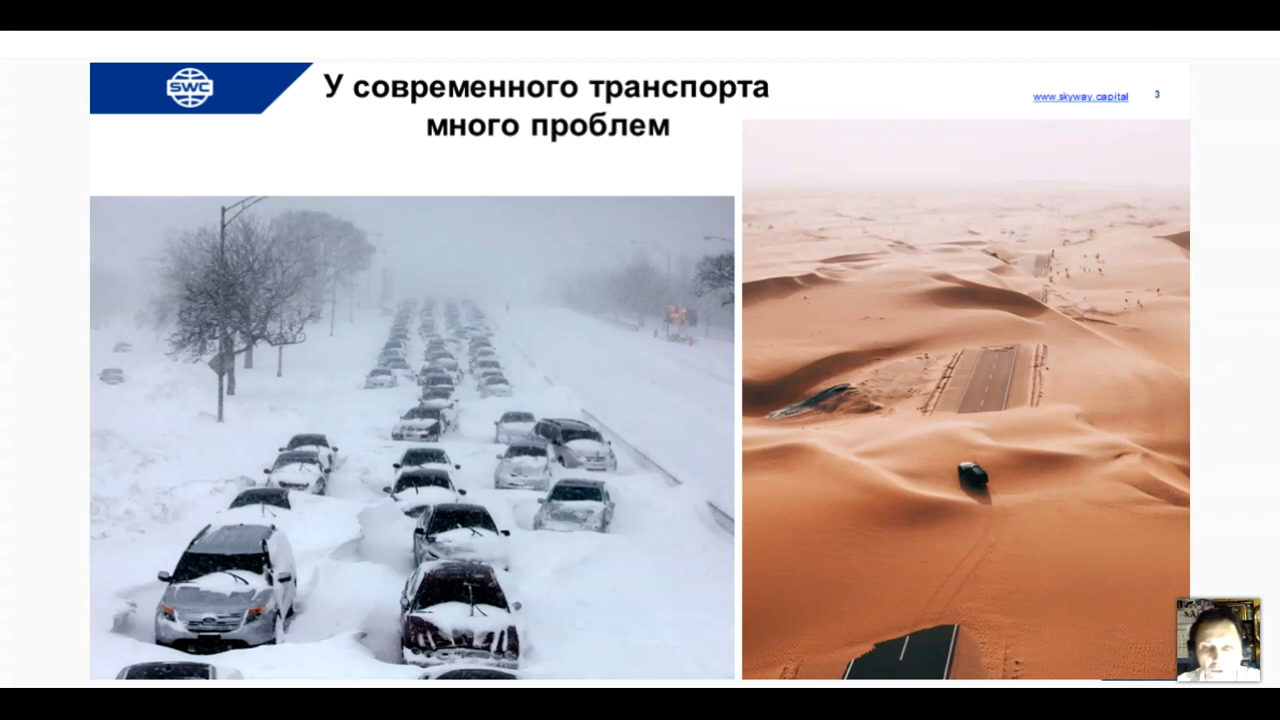 SWC
У современного транспорта
много проблем
www.skyway.capital
3